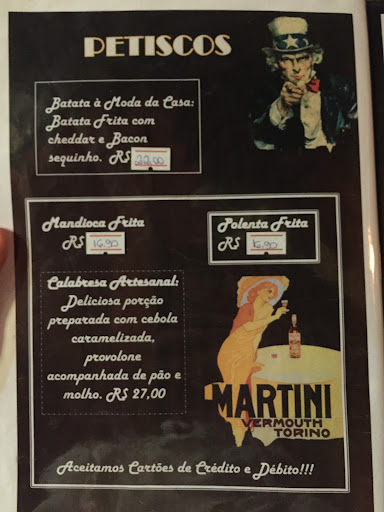 PETISCOS
Batata à Moda da Casa:
Batata Frita com
cheddar e Bacon
sequinho. R$ 22,00
Mandioca Frita
R$ 16,90
Polenta Frita
R$ 16,90
Calabresa Artesanal:
Deliciosa porção
preparada com cebola
caramelizada,
provolone
acompanhada de pão e
molho. R$ 27,00
MARTINI
VERMOUTH
TORINO
Aceitamos Cartões de Crédito e Débito!!!